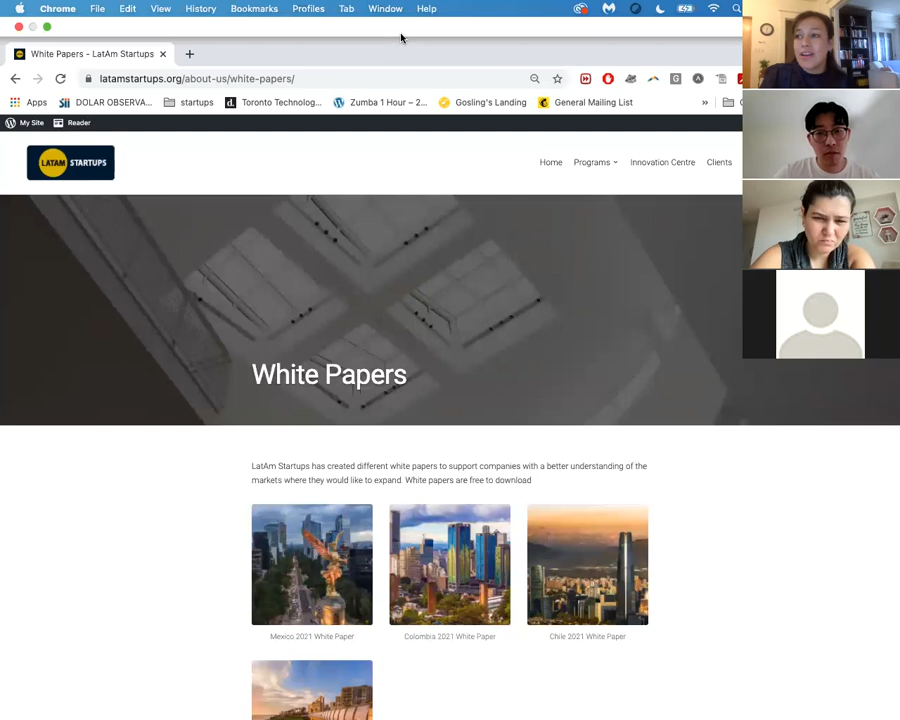 Chrome File Edit View History Bookmarks Profiles Tab Window Help
White Papers - LatAm Startups
latamstartups.org/about-us/white-papers/
Apps DOLAR OBSERVA... startups Toronto Technolog... Zumba 1 Hour – 2... Gosling's Landing General Mailing List »
My Site Reader
LATAM STARTUPS
Home Programs Innovation Centre Clients
White Papers
LatAm Startups has created different white papers to support companies with a better understanding of the
markets where they would like to expand. White papers are free to download
Mexico 2021 White Paper Colombia 2021 White Paper Chile 2021 White Paper